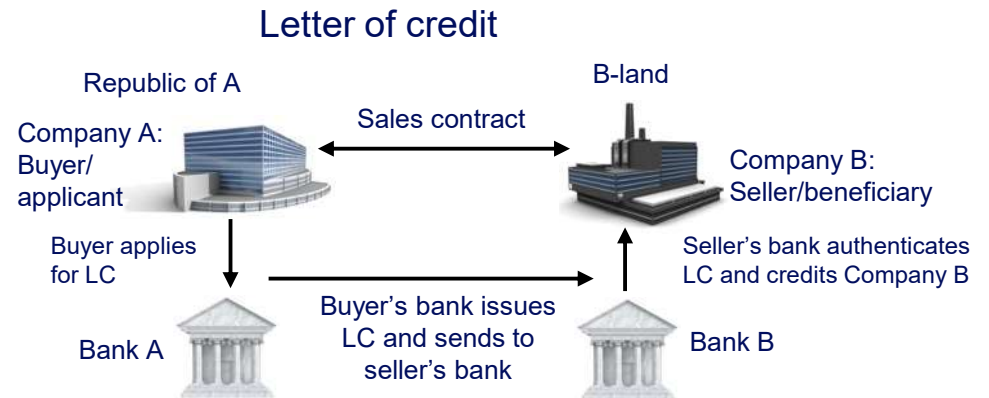 Letter of credit
Republic of A
B-land
Sales contract
Company A:
Buyer/
applicant
Company B:
Seller/beneficiary
Buyer applies
for LC
Seller’s bank authenticates
LC and credits Company B
Buyer’s bank issues
LC and sends to
seller’s bank
Bank A
Bank B